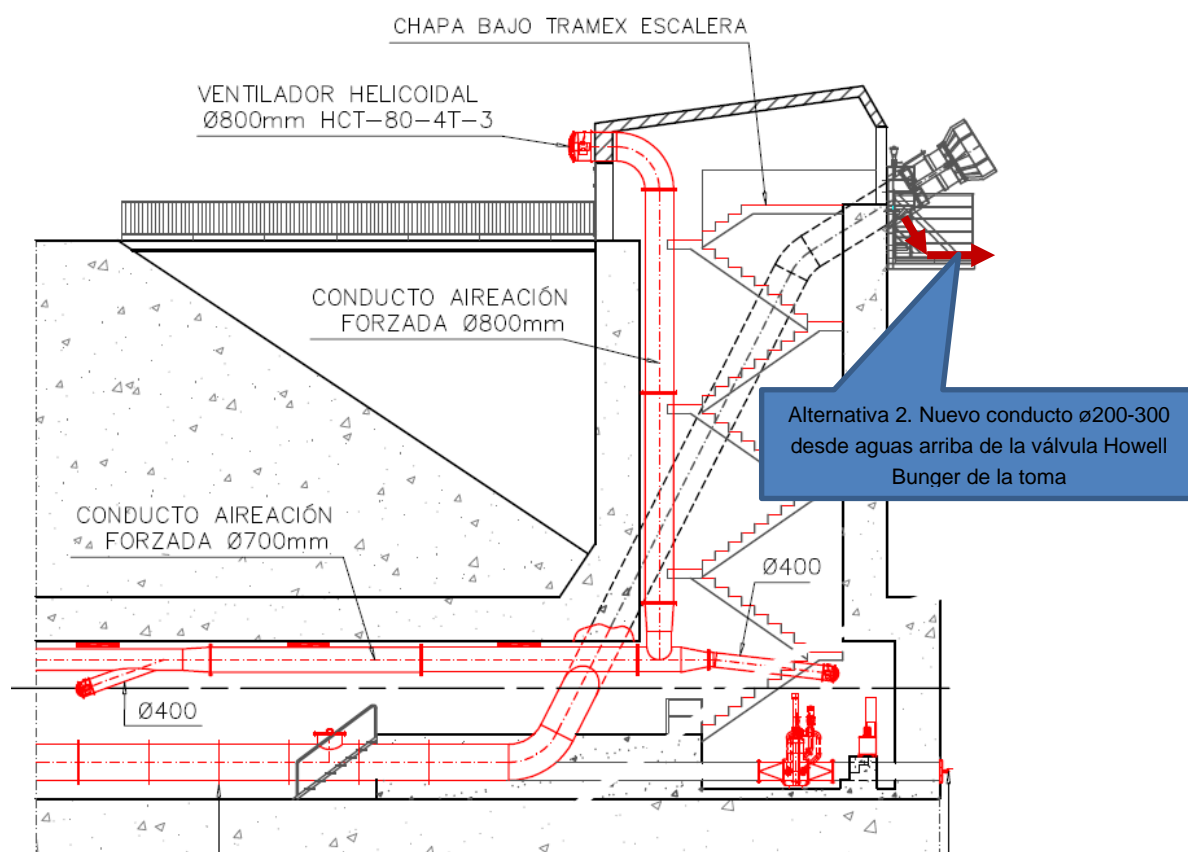 CHAPA BAJO TRAMEX ESCALERA
VENTILADOR HELICOIDAL
Ø800mm HCT-80-4T-3
CONDUCTO AIREACIÓN
FORZADA Ø800mm
Alternativa 2. Nuevo conducto ø200-300
desde aguas arriba de la válvula Howell
Bunger de la toma
CONDUCTO AIREACIÓN
FORZADA Ø700mm
Ø400
Ø400